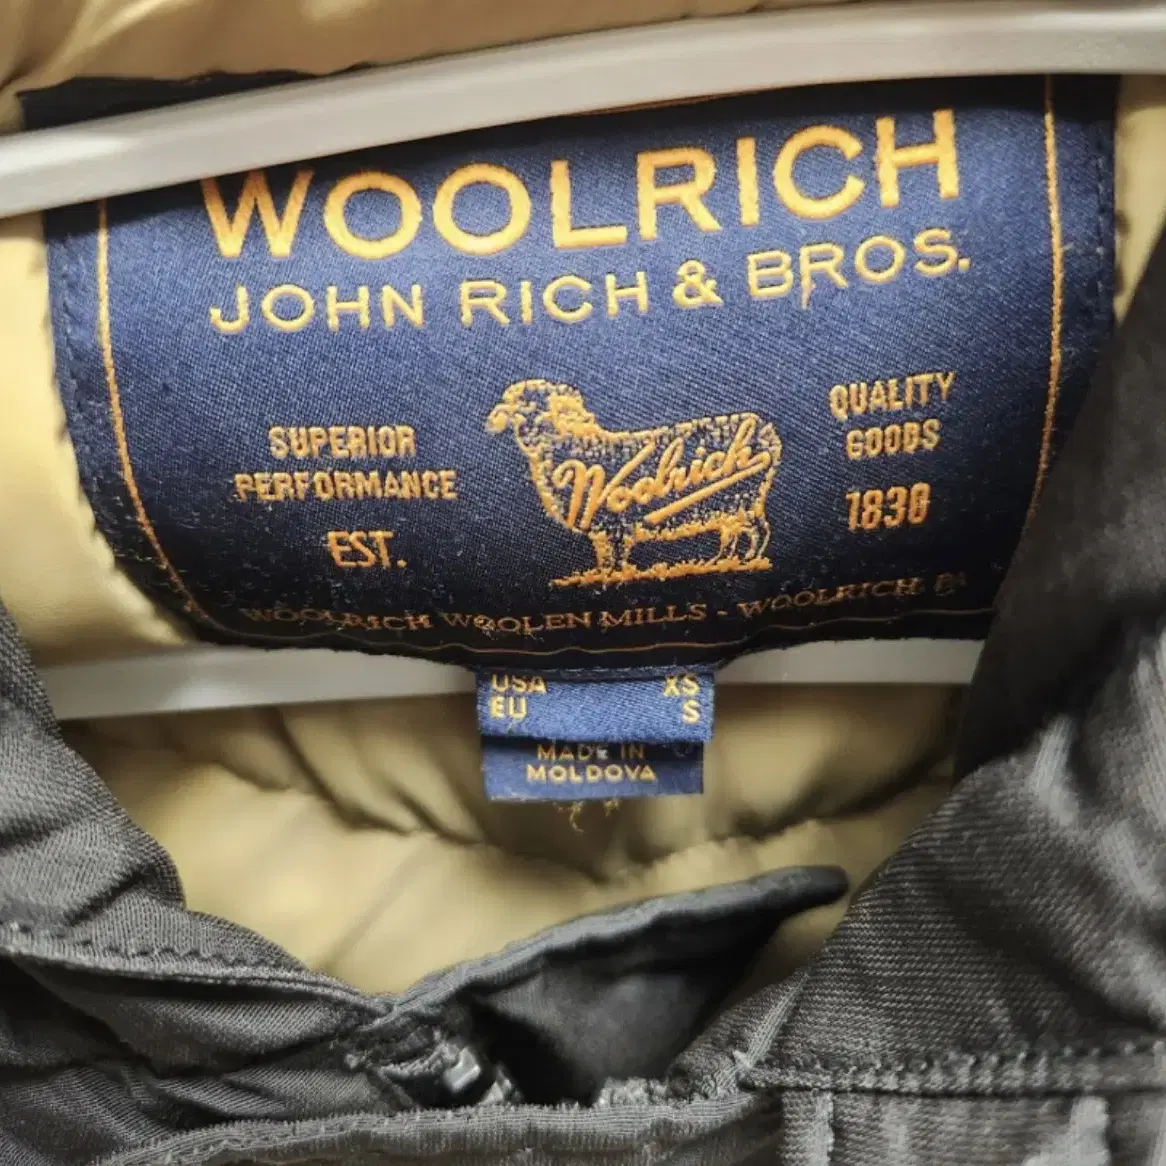 WOOLRICH
JOHN RICH & BROS.
SUPERIOR
PERFORMANCE
EST.
Woolrich
QUALITY
GOODS
1830
WOOLRICH WOOLEN MILLS - WOOLRICH, PA
USA XS
EU S
MADE IN
MOLDOVA